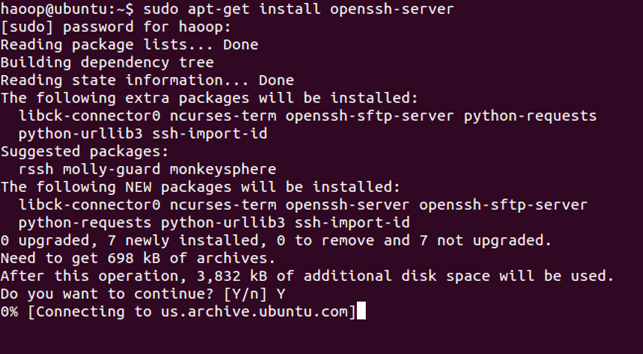 haoop@ubuntu:~$ sudo apt-get install openssh-server
[sudo] password for haoop:
Reading package lists... Done
Building dependency tree
Reading state information... Done
The following extra packages will be installed:
  libck-connector0 ncurses-term openssh-sftp-server python-requests
  python-urllib3 ssh-import-id
Suggested packages:
  rssh molly-guard monkeysphere
The following NEW packages will be installed:
  libck-connector0 ncurses-term openssh-server openssh-sftp-server
  python-requests python-urllib3 ssh-import-id
0 upgraded, 7 newly installed, 0 to remove and 7 not upgraded.
Need to get 698 kB of archives.
After this operation, 3,832 kB of additional disk space will be used.
Do you want to continue? [Y/n] Y
0% [Connecting to us.archive.ubuntu.com]